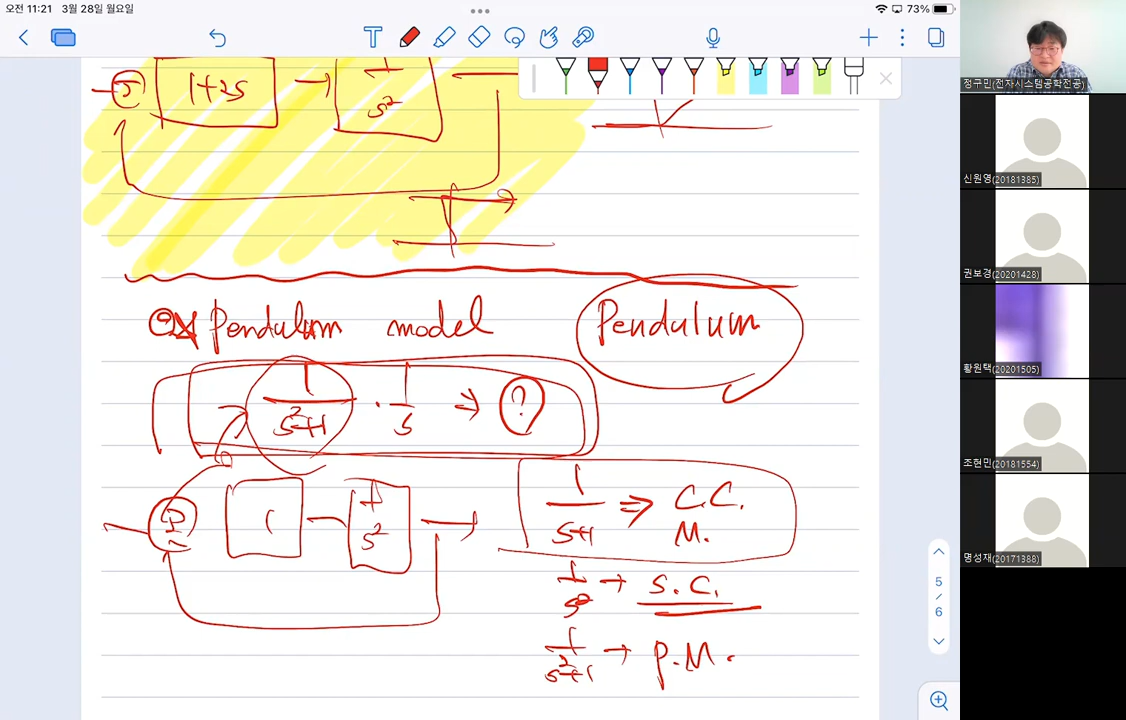 오전 11:21 3월 28일 월요일
73%
T
Σ 1+2s
1/s²
Ex Pendulum model
Pendulum
1/(s²+1) · 1/s ⇒ ?
Σ 1
1/s²
1/(s+1) ⇒ C.C.
M.
1/s² → S.C.
1/(s²+1) → P.M.
5
/
6
정구민(전자시스템공학전공)
신원영(20181385)
권보경(20201428)
황원택(20201505)
조현민(20181554)
명성재(20171388)